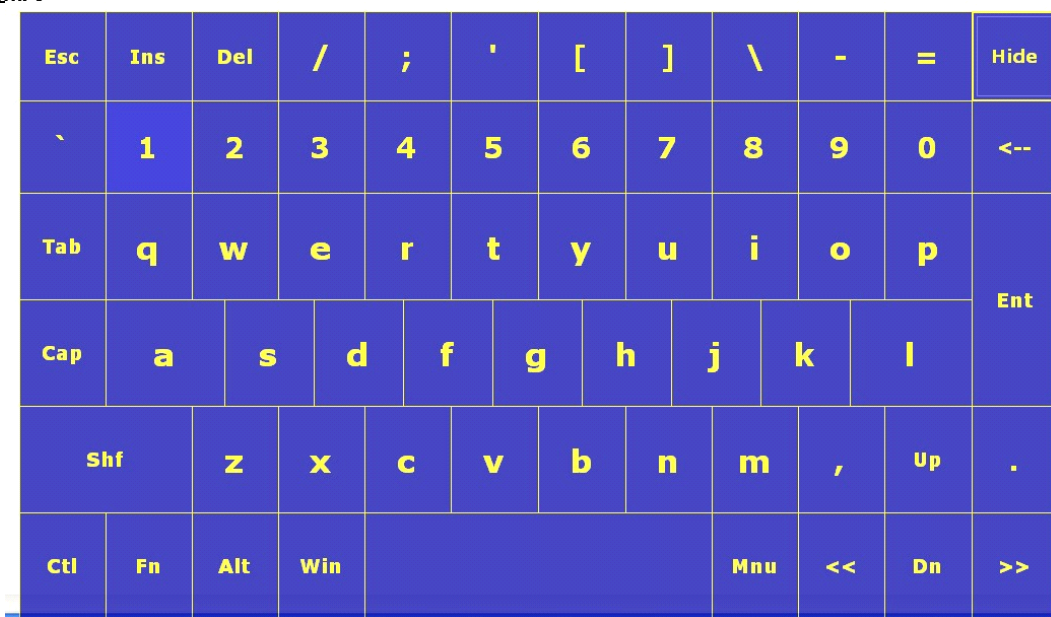 Esc Ins Del / ; ' [ ] \ - = Hide
` 1 2 3 4 5 6 7 8 9 0 <--
Tab q w e r t y u i o p Ent
Cap a s d f g h j k l
Shf z x c v b n m , Up .
Ctl Fn Alt Win Mnu << Dn >>